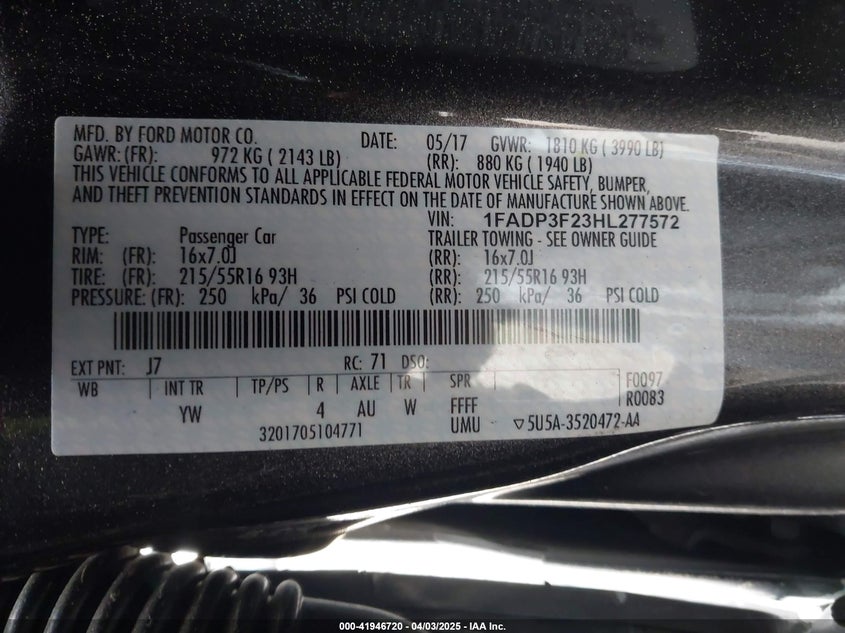 MFD. BY FORD MOTOR CO. DATE: 05/17 GVWR: 1810 KG ( 3990 LB)
GAWR: (FR): 972 KG ( 2143 LB) (RR): 880 KG ( 1940 LB)
THIS VEHICLE CONFORMS TO ALL APPLICABLE FEDERAL MOTOR VEHICLE SAFETY, BUMPER,
AND THEFT PREVENTION STANDARDS IN EFFECT ON THE DATE OF MANUFACTURE SHOWN ABOVE.
VIN: 1FADP3F23HL277572
TYPE: Passenger Car TRAILER TOWING - SEE OWNER GUIDE
RIM: (FR): 16x7.0J (RR): 16x7.0J
TIRE: (FR): 215/55R16 93H (RR): 215/55R16 93H
PRESSURE: (FR): 250 kPa/ 36 PSI COLD (RR): 250 kPa/ 36 PSI COLD
EXT PNT: J7 RC: 71 DSO:
WB INT TR TP/PS R AXLE TR SPR F0097
YW 4 AU W FFFF R0083
3201705104771 UMU ▽5U5A-3520472-AA
000-41946720 - 04/03/2025 - IAA Inc.